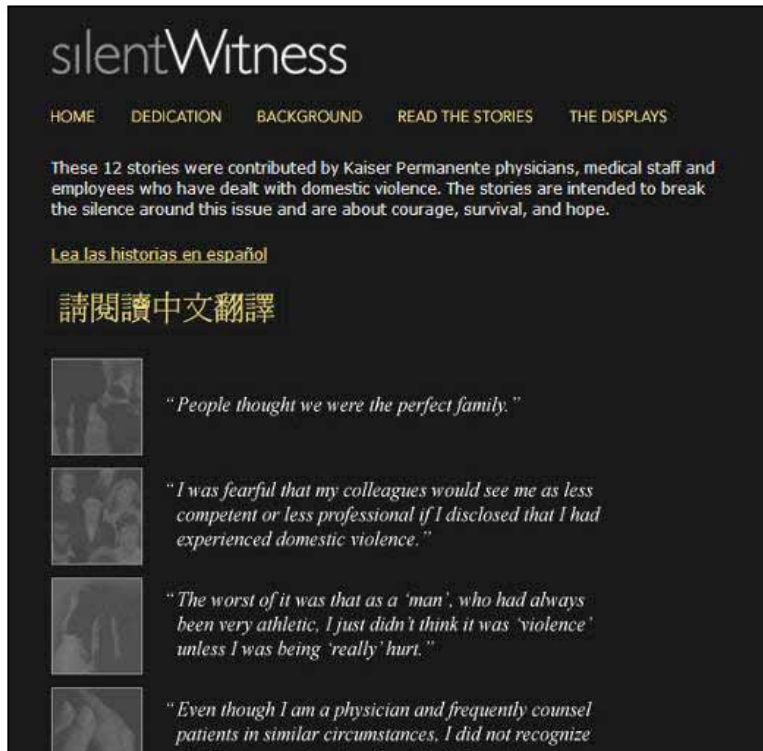 silentWitness
HOME DEDICATION BACKGROUND READ THE STORIES THE DISPLAYS
These 12 stories were contributed by Kaiser Permanente physicians, medical staff and
employees who have dealt with domestic violence. The stories are intended to break
the silence around this issue and are about courage, survival, and hope.
Lea las historias en español
請閱讀中文翻譯
“People thought we were the perfect family.”
“I was fearful that my colleagues would see me as less
competent or less professional if I disclosed that I had
experienced domestic violence.”
“The worst of it was that as a ‘man’, who had always
been very athletic, I just didn’t think it was ‘violence’
unless I was being ‘really’ hurt.”
“Even though I am a physician and frequently counsel
patients in similar circumstances, I did not recognize